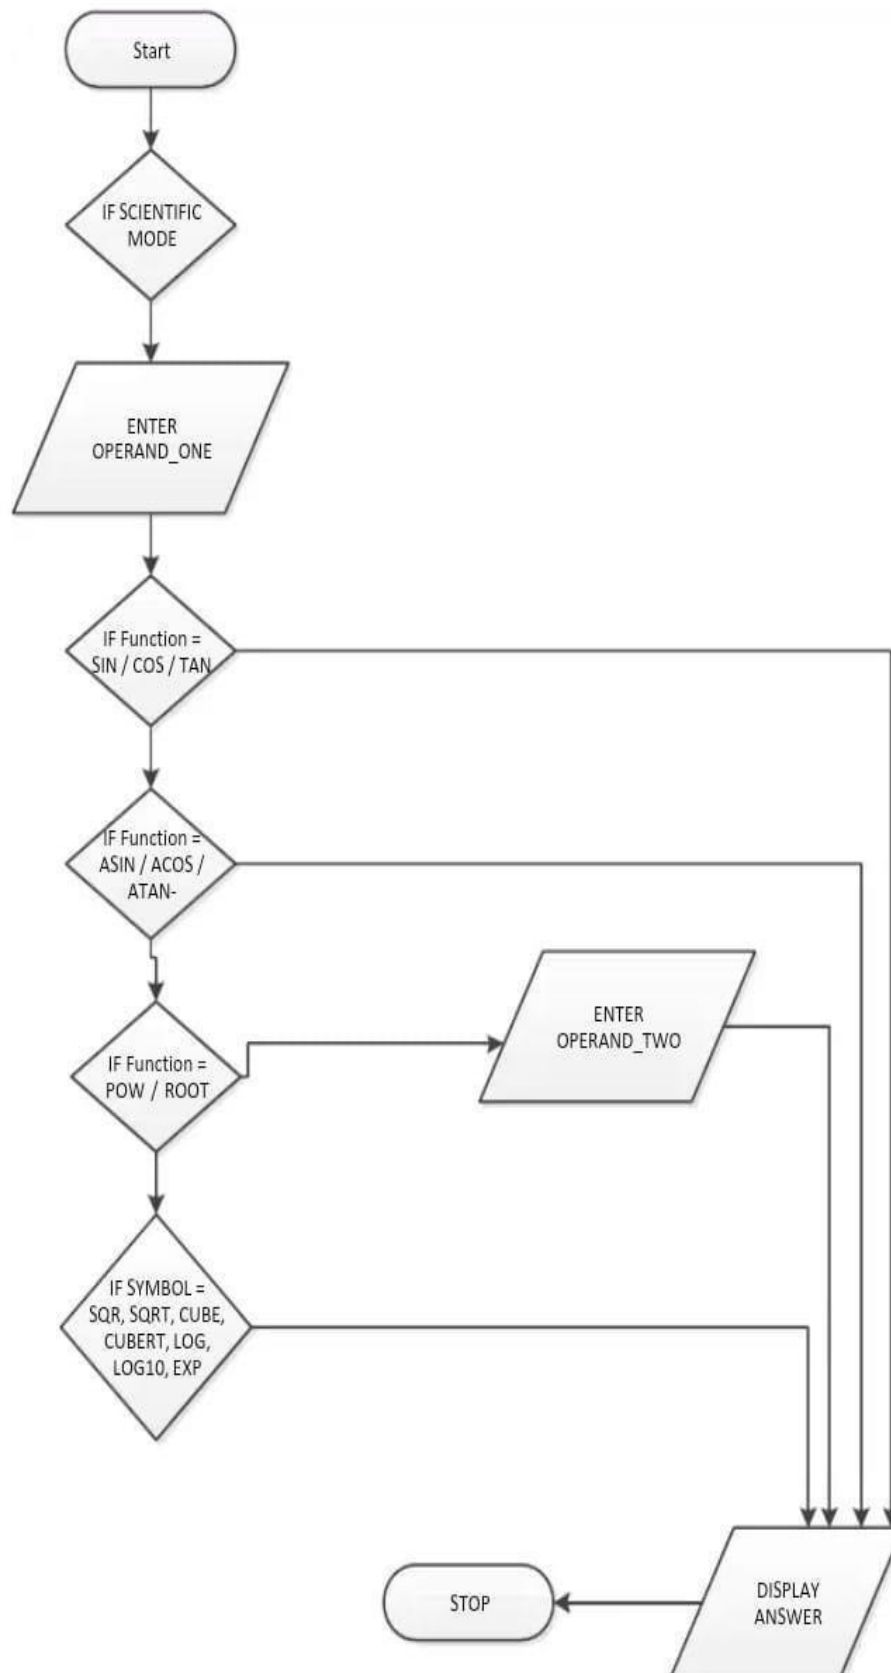 Start
IF SCIENTIFIC
MODE
ENTER
OPERAND_ONE
IF Function =
SIN / COS / TAN
IF Function =
ASIN / ACOS /
ATAN-
ENTER
OPERAND_TWO
IF Function =
POW / ROOT
IF SYMBOL =
SQR, SQRT, CUBE,
CUBERT, LOG,
LOG10, EXP
DISPLAY
ANSWER
STOP